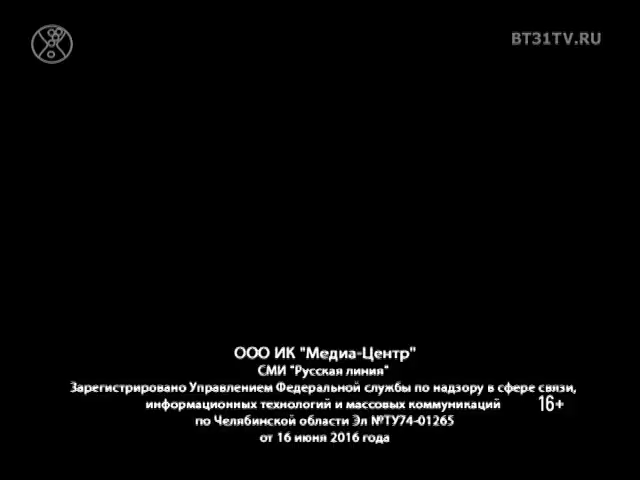 BT31TV.RU
ООО ИК "Медиа-Центр"
СМИ "Русская линия"
Зарегистрировано Управлением Федеральной службы по надзору в сфере связи,
информационных технологий и массовых коммуникаций
16+
по Челябинской области Эл №ТУ74-01265
от 16 июня 2016 года